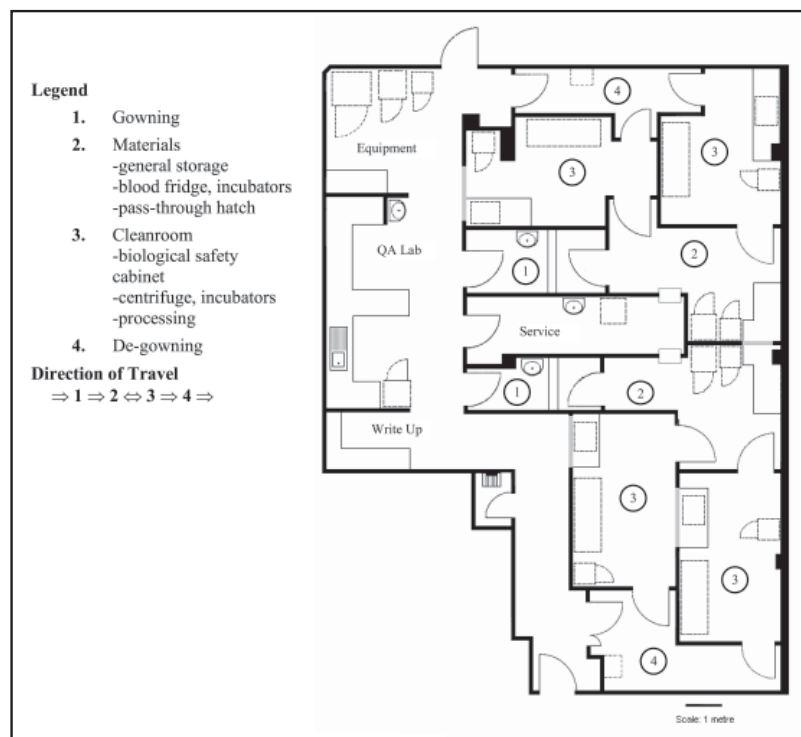 Legend
1. Gowning
2. Materials
-general storage
-blood fridge, incubators
-pass-through hatch
3. Cleanroom
-biological safety
cabinet
-centrifuge, incubators
-processing
4. De-gowning
Direction of Travel
⇒ 1 ⇒ 2 ⇔ 3 ⇒ 4 ⇒
4
Equipment
3
3
QA Lab
1
2
Service
1
2
Write Up
3
3
4
Scale: 1 metre